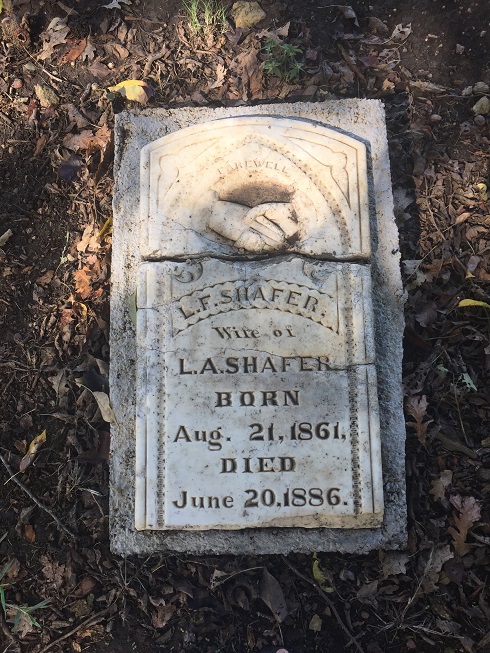 FAREWELL
L.F. SHAFER.
Wife of
L.A. SHAFER
BORN
Aug. 21, 1861,
DIED
June 20, 1886.